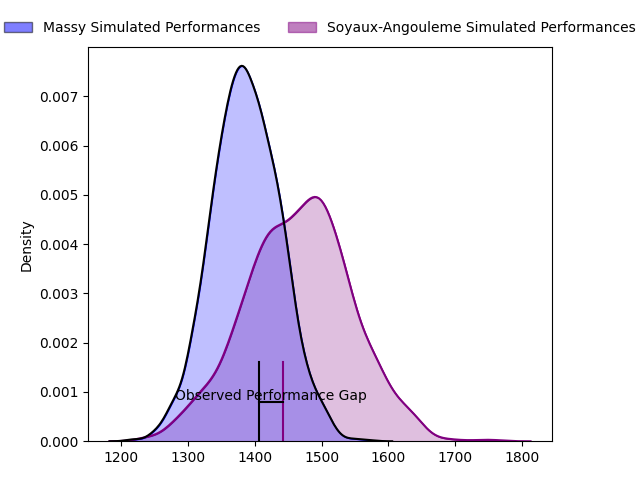 Massy Simulated Performances
Soyaux-Angouleme Simulated Performances
0.007
0.006
0.005
0.004
0.003
0.002
0.001
0.000
Density
Observed Performance Gap
1200 1300 1400 1500 1600 1700 1800